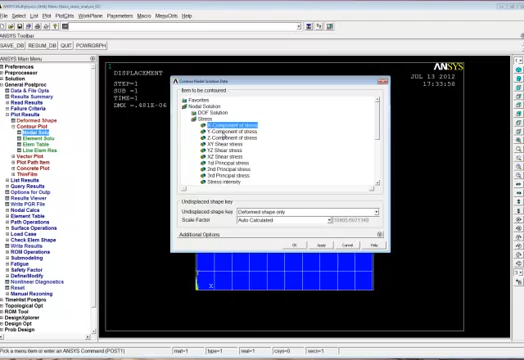 File Select List Plot PlotCtrls WorkPlane Parameters Macro MenuCtrls Help
ANSYS Toolbar
SAVE_DB RESUM_DB QUIT POWRGRPH
ANSYS Main Menu
Preferences
Preprocessor
Solution
General Postproc
Data & File Opts
Results Summary
Read Results
Failure Criteria
Plot Results
Deformed Shape
Contour Plot
Nodal Solu
Element Solu
Elem Table
Line Elem Res
Vector Plot
Plot Path Item
Concrete Plot
ThinFilm
List Results
Query Results
Options for Outp
Results Viewer
Nodal Calcs
Element Table
Path Operations
Surface Operations
Load Case
Check Elem Shape
Write Results
ROM Operations
Submodeling
Fatigue
Safety Factor
Define/Modify
Nonlinear Diagnostics
Reset
Manual Rezoning
TimeHist Postpro
Topological Opt
ROM Tool
DesignXplorer
Design Opt
Prob Design
1
DISPLACEMENT
STEP=1
SUB =1
TIME=1
ANSYS
JUL 13 2012
17:33:50
Contour Nodal Solution Data
Item to be contoured
Favorites
Nodal Solution
DOF Solution
Stress
X-Component of stress
Y-Component of stress
Z-Component of stress
XY Shear stress
YZ Shear stress
XZ Shear stress
1st Principal stress
2nd Principal stress
3rd Principal stress
Stress intensity
Undisplaced shape key
Undisplaced shape key Deformed shape only
Scale Factor Auto Calculated
Additional Options
OK Apply Cancel Help
Y
X
Pick a menu item or enter an ANSYS Command (POST1) mat=1 type=1 real=1 csys=0 secn=1